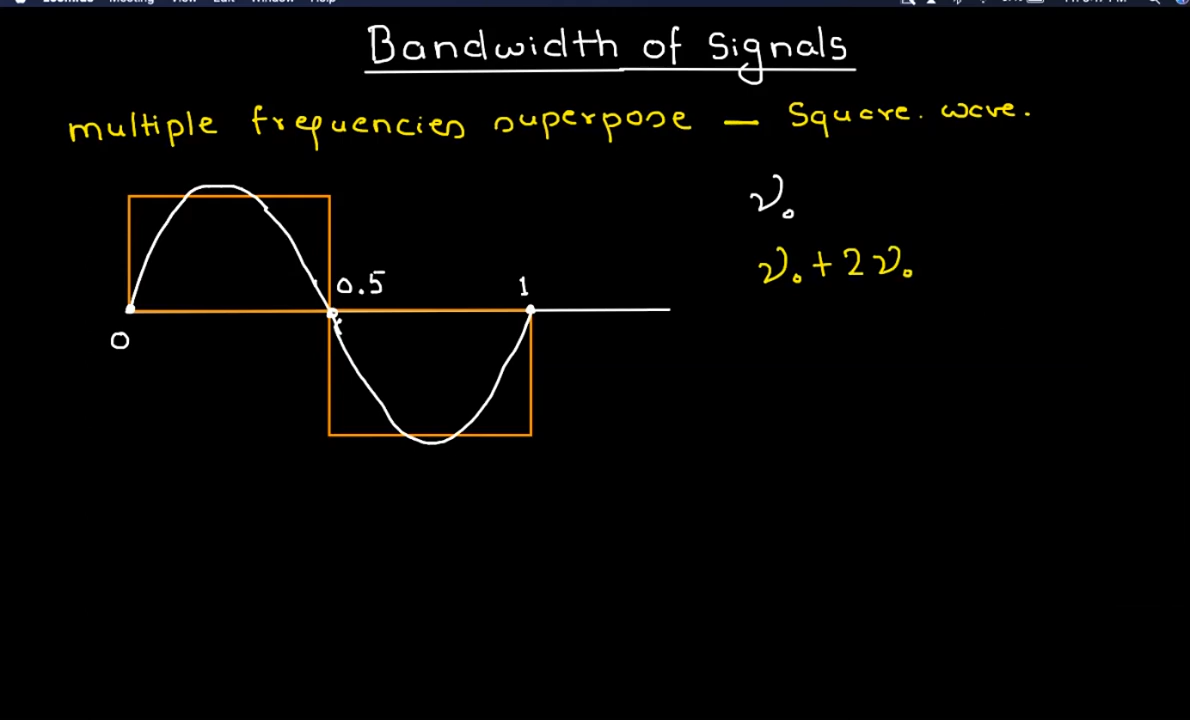 Bandwidth of Signals
multiple frequencies superpose — Square. wave.
ν₀
ν₀ + 2ν₀
0.5
1
0